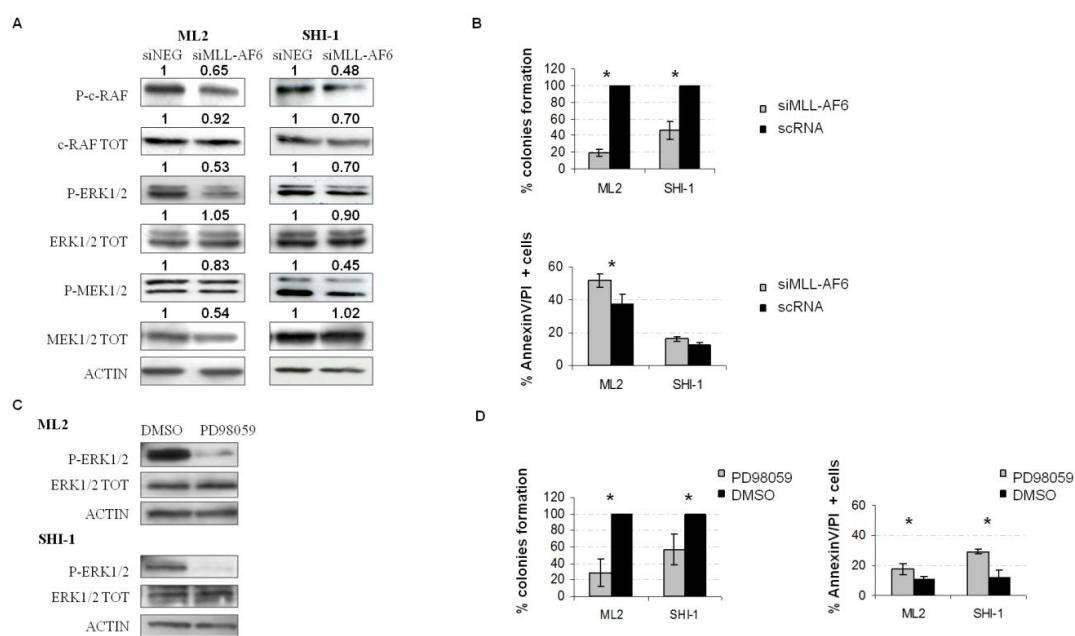 A
ML2 SHI-1
siNEG siMLL-AF6 siNEG siMLL-AF6
1 0.65 1 0.48
P-c-RAF
1 0.92 1 0.70
c-RAF TOT
1 0.53 1 0.70
P-ERK1/2
1 1.05 1 0.90
ERK1/2 TOT
1 0.83 1 0.45
P-MEK1/2
1 0.54 1 1.02
MEK1/2 TOT
ACTIN
B
% colonies formation
* *
100
80
60
40
20
0
ML2 SHI-1
siMLL-AF6
scRNA
% AnnexinV/PI + cells
*
60
40
20
0
ML2 SHI-1
siMLL-AF6
scRNA
C
ML2
DMSO PD98059
P-ERK1/2
ERK1/2 TOT
ACTIN
SHI-1
P-ERK1/2
ERK1/2 TOT
ACTIN
D
% colonies formation
PD98059
DMSO
* *
100
80
60
40
20
0
ML2 SHI-1
% AnnexinV/PI + cells
PD98059
DMSO
* *
60
40
20
0
ML2 SHI-1